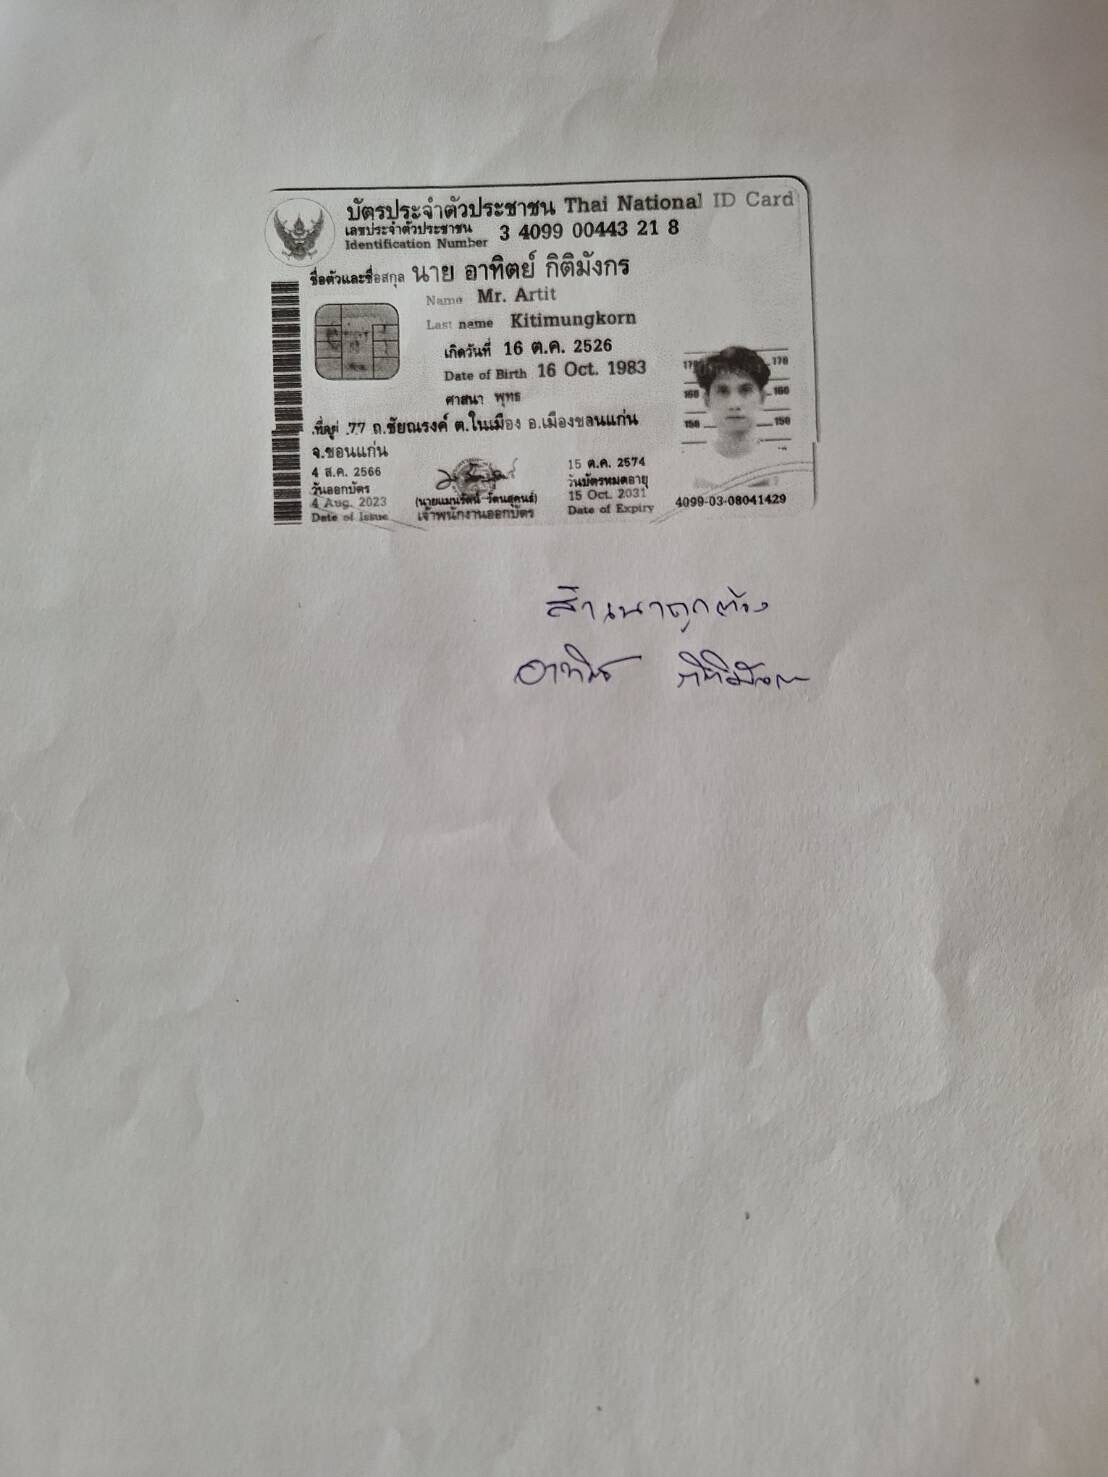 บัตรประจำตัวประชาชน Thai National ID Card
เลขประจำตัวประชาชน
Identification Number 3 4099 00443 21 8
ชื่อตัวและชื่อสกุล นาย อาทิตย์ กิติมังกร
Name Mr. Artit
Last name Kitimungkorn
เกิดวันที่ 16 ต.ค. 2526
Date of Birth 16 Oct. 1983
ศาสนา พุทธ
ที่อยู่ 77 ถ.ชัยณรงค์ ต.ในเมือง อ.เมืองขอนแก่น
จ.ขอนแก่น
4 ส.ค. 2566
วันออกบัตร
4 Aug. 2023
Date of Issue
เจ้าพนักงานออกบัตร
15 ต.ค. 2574
วันบัตรหมดอายุ
15 Oct. 2031
Date of Expiry
170 160 150
4099-03-08041429
สำเนาถูกต้อง
อาทิตย์ กิติมังกร